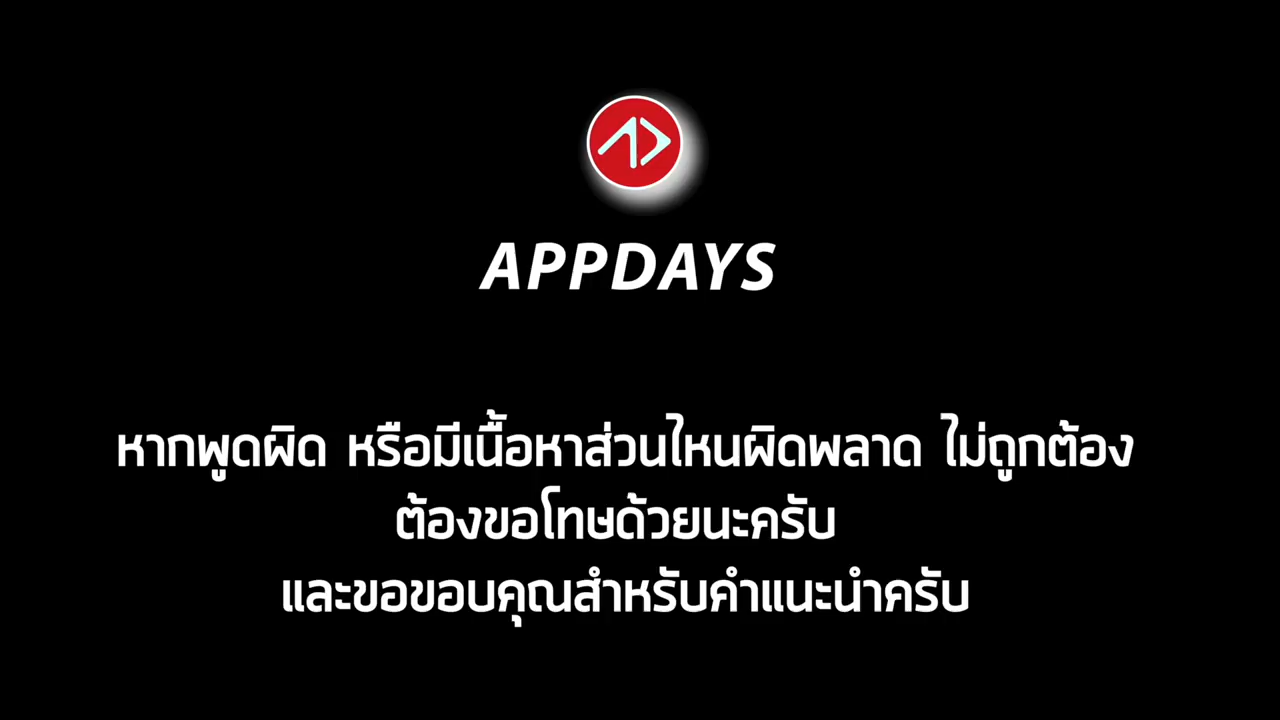 APPDAYS
หากพูดผิด หรือมีเนื้อหาส่วนไหนผิดพลาด ไม่ถูกต้อง
ต้องขอโทษด้วยนะครับ
และขอขอบคุณสำหรับคำแนะนำครับ